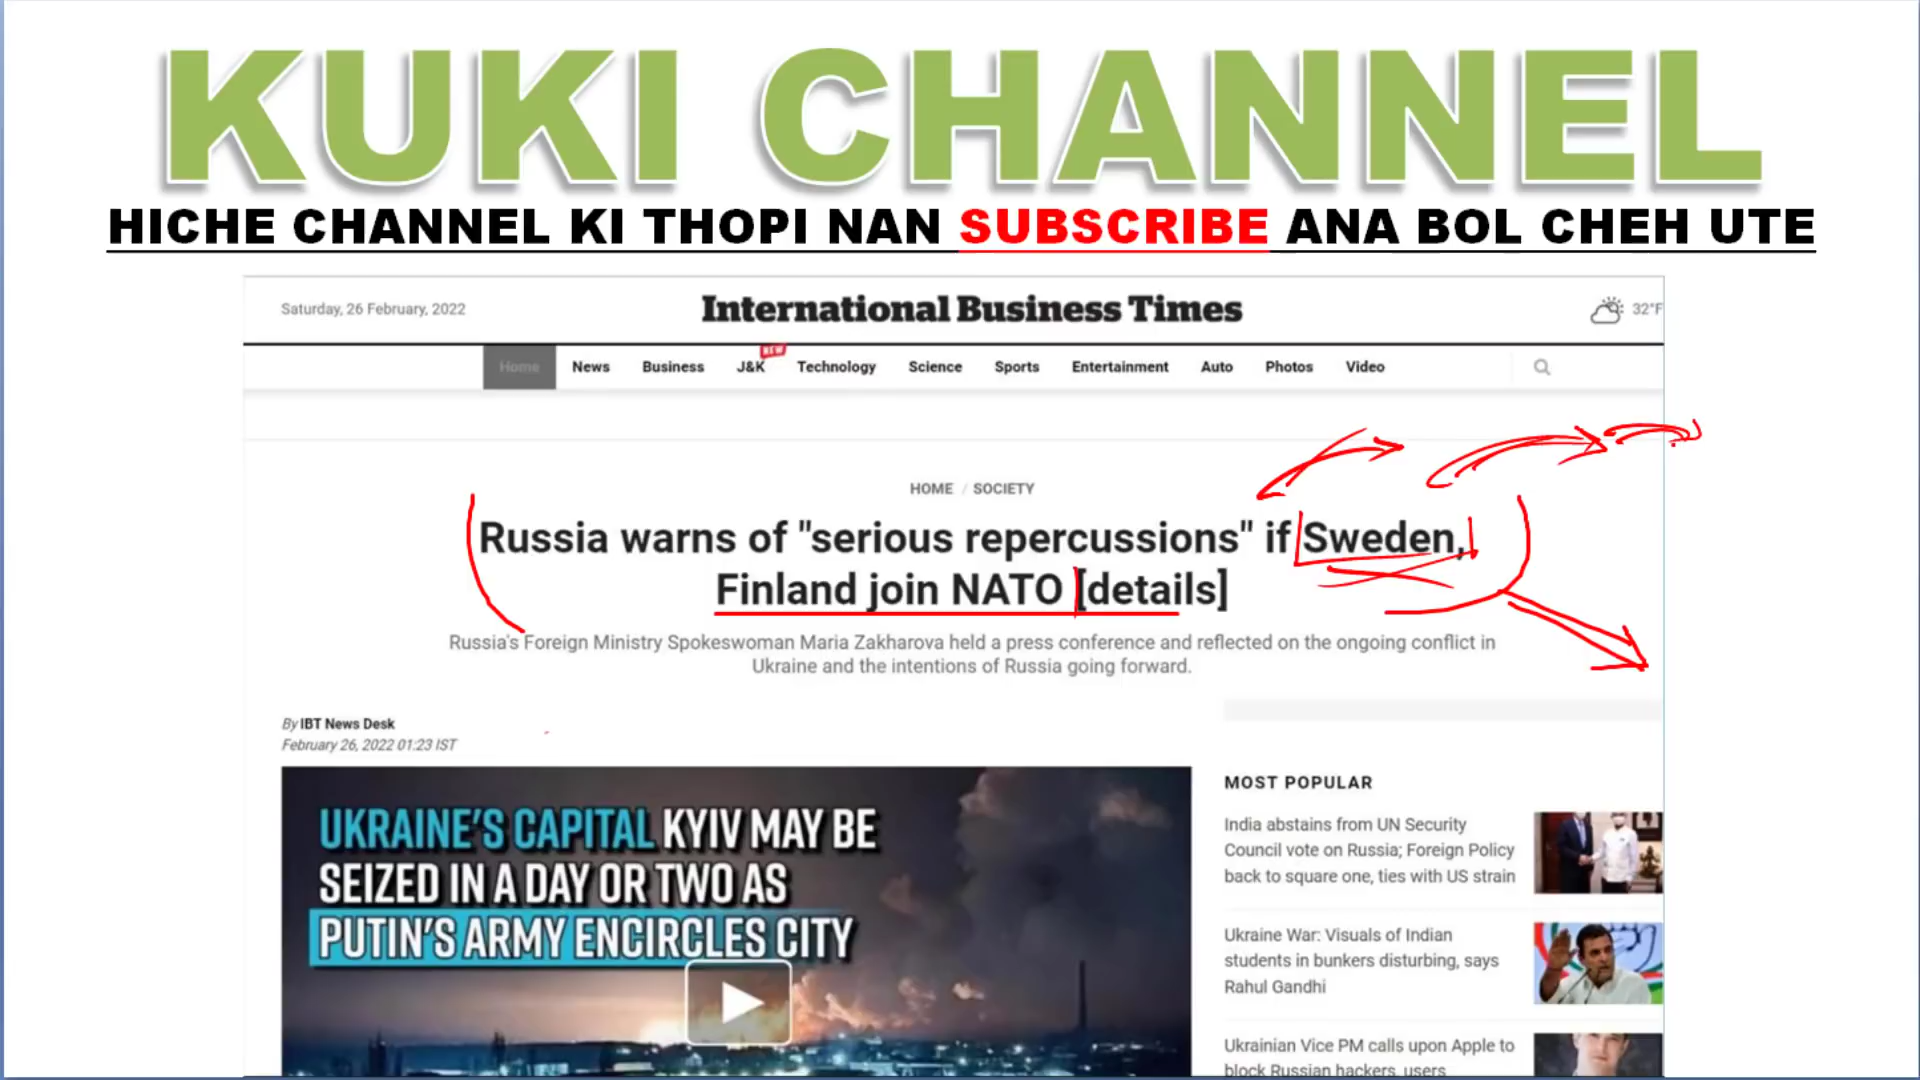 KUKI CHANNEL
HICHE CHANNEL KI THOPI NAN SUBSCRIBE ANA BOL CHEH UTE
Saturday, 26 February, 2022
International Business Times
32°F
Home
News
Business
J&K
NEW
Technology
Science
Sports
Entertainment
Auto
Photos
Video
HOME / SOCIETY
Russia warns of "serious repercussions" if Sweden,
Finland join NATO [details]
Russia's Foreign Ministry Spokeswoman Maria Zakharova held a press conference and reflected on the ongoing conflict in
Ukraine and the intentions of Russia going forward.
By IBT News Desk
February 26, 2022 01:23 IST
UKRAINE'S CAPITAL KYIV MAY BE
SEIZED IN A DAY OR TWO AS
PUTIN'S ARMY ENCIRCLES CITY
MOST POPULAR
India abstains from UN Security
Council vote on Russia; Foreign Policy
back to square one, ties with US strain
Ukraine War: Visuals of Indian
students in bunkers disturbing, says
Rahul Gandhi
Ukrainian Vice PM calls upon Apple to
block Russian hackers, users